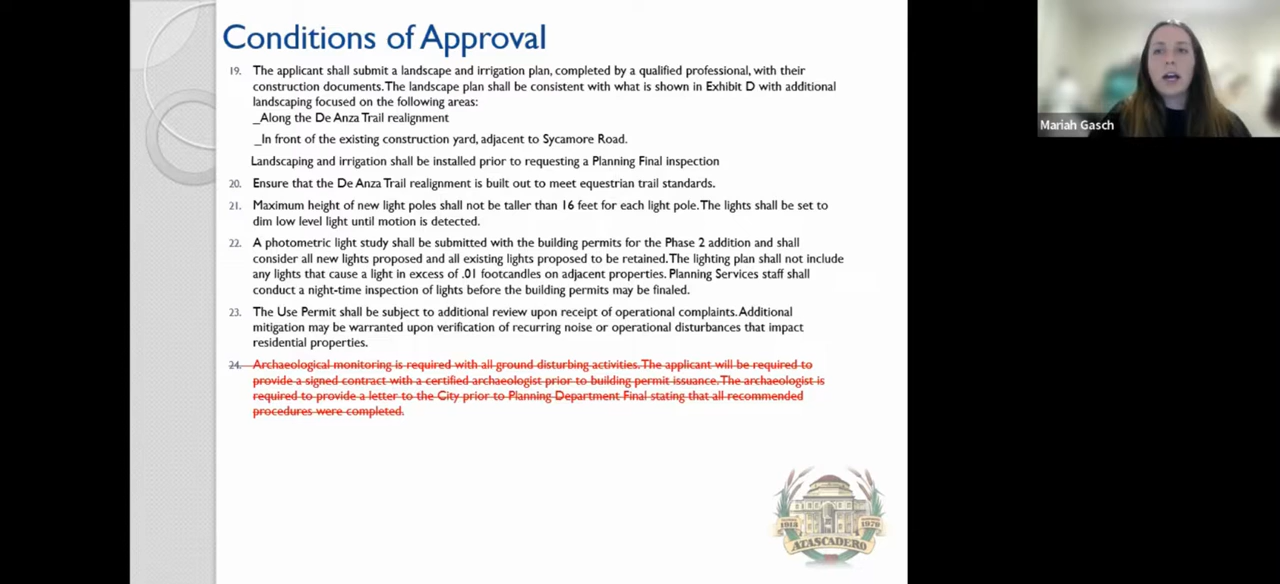 Conditions of Approval
19. The applicant shall submit a landscape and irrigation plan, completed by a qualified professional, with their
construction documents. The landscape plan shall be consistent with what is shown in Exhibit D with additional
landscaping focused on the following areas:
_Along the De Anza Trail realignment
_In front of the existing construction yard, adjacent to Sycamore Road.
Landscaping and irrigation shall be installed prior to requesting a Planning Final inspection
20. Ensure that the De Anza Trail realignment is built out to meet equestrian trail standards.
21. Maximum height of new light poles shall not be taller than 16 feet for each light pole. The lights shall be set to
dim low level light until motion is detected.
22. A photometric light study shall be submitted with the building permits for the Phase 2 addition and shall
consider all new lights proposed and all existing lights proposed to be retained. The lighting plan shall not include
any lights that cause a light in excess of .01 footcandles on adjacent properties. Planning Services staff shall
conduct a night-time inspection of lights before the building permits may be finaled.
23. The Use Permit shall be subject to additional review upon receipt of operational complaints. Additional
mitigation may be warranted upon verification of recurring noise or operational disturbances that impact
residential properties.
24. Archaeological monitoring is required with all ground disturbing activities. The applicant will be required to
provide a signed contract with a certified archaeologist prior to building permit issuance. The archaeologist is
required to provide a letter to the City prior to Planning Department Final stating that all recommended
procedures were completed.
Mariah Gasch
1913
1979
ATASCADERO